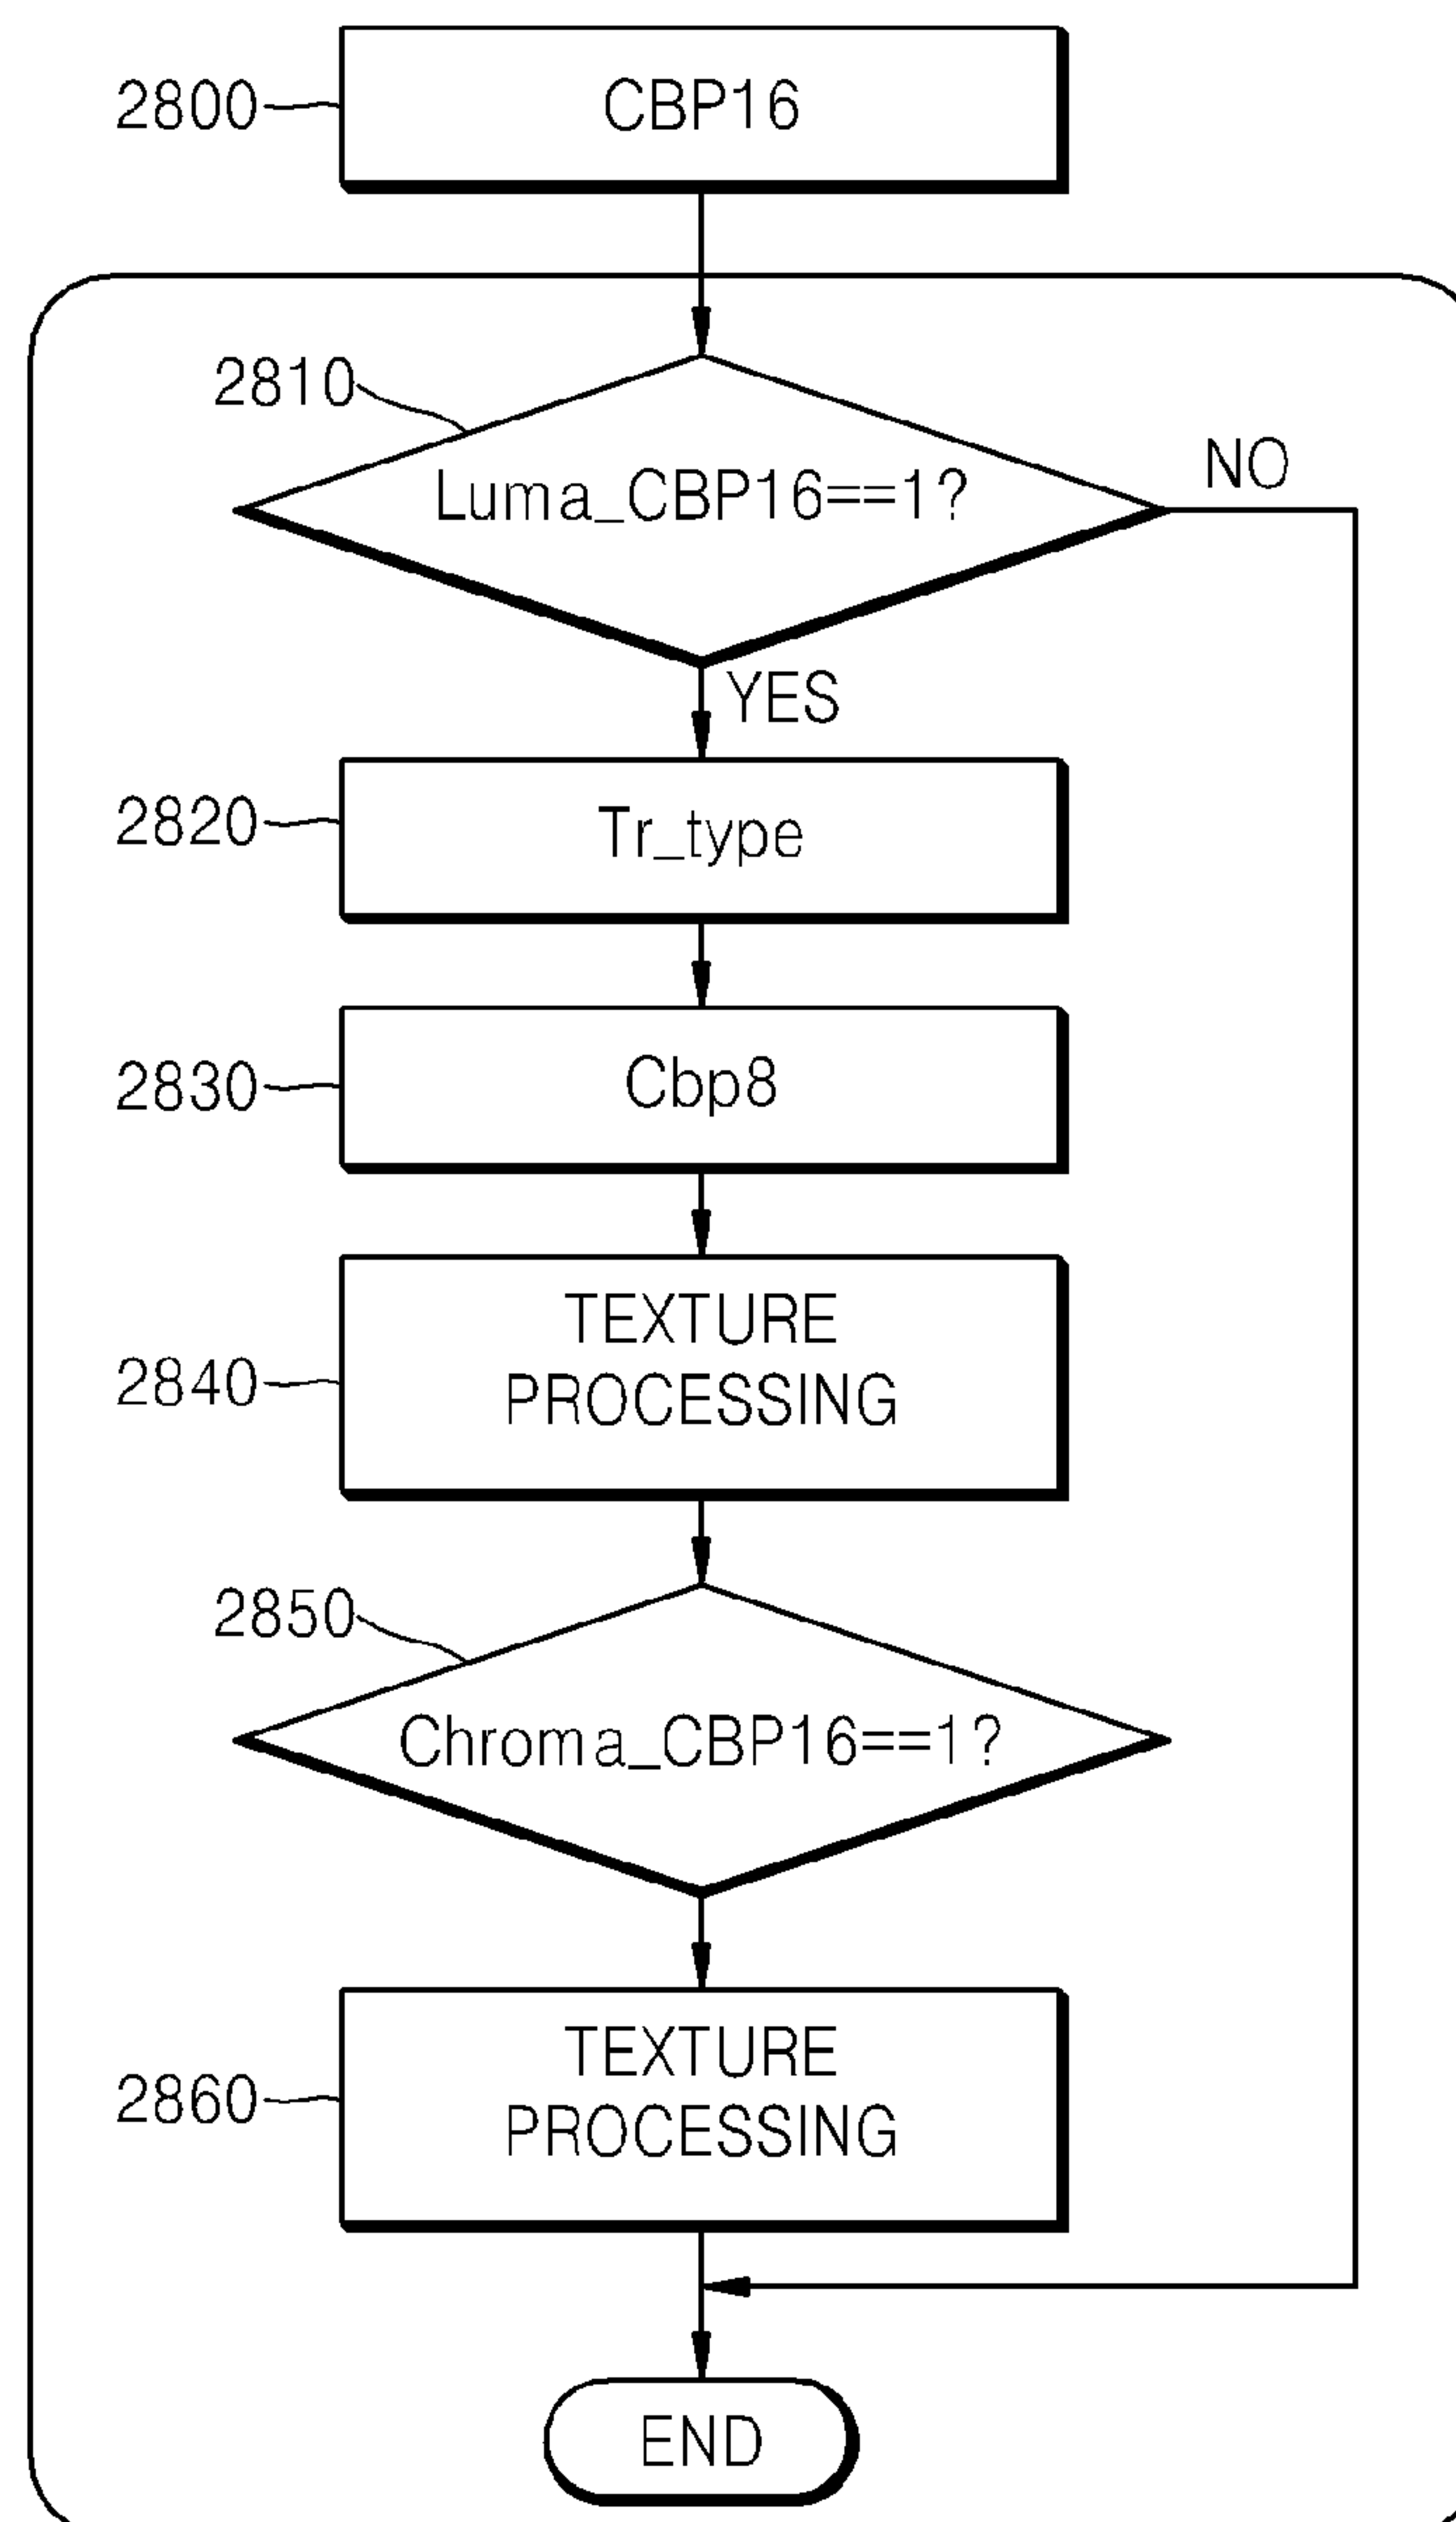 2800 CBP16
2810
Luma_CBP16==1?
NO
YES
2820 Tr_type
2830 Cbp8
TEXTURE
2840 PROCESSING
2850
Chroma_CBP16==1?
TEXTURE
2860 PROCESSING
END